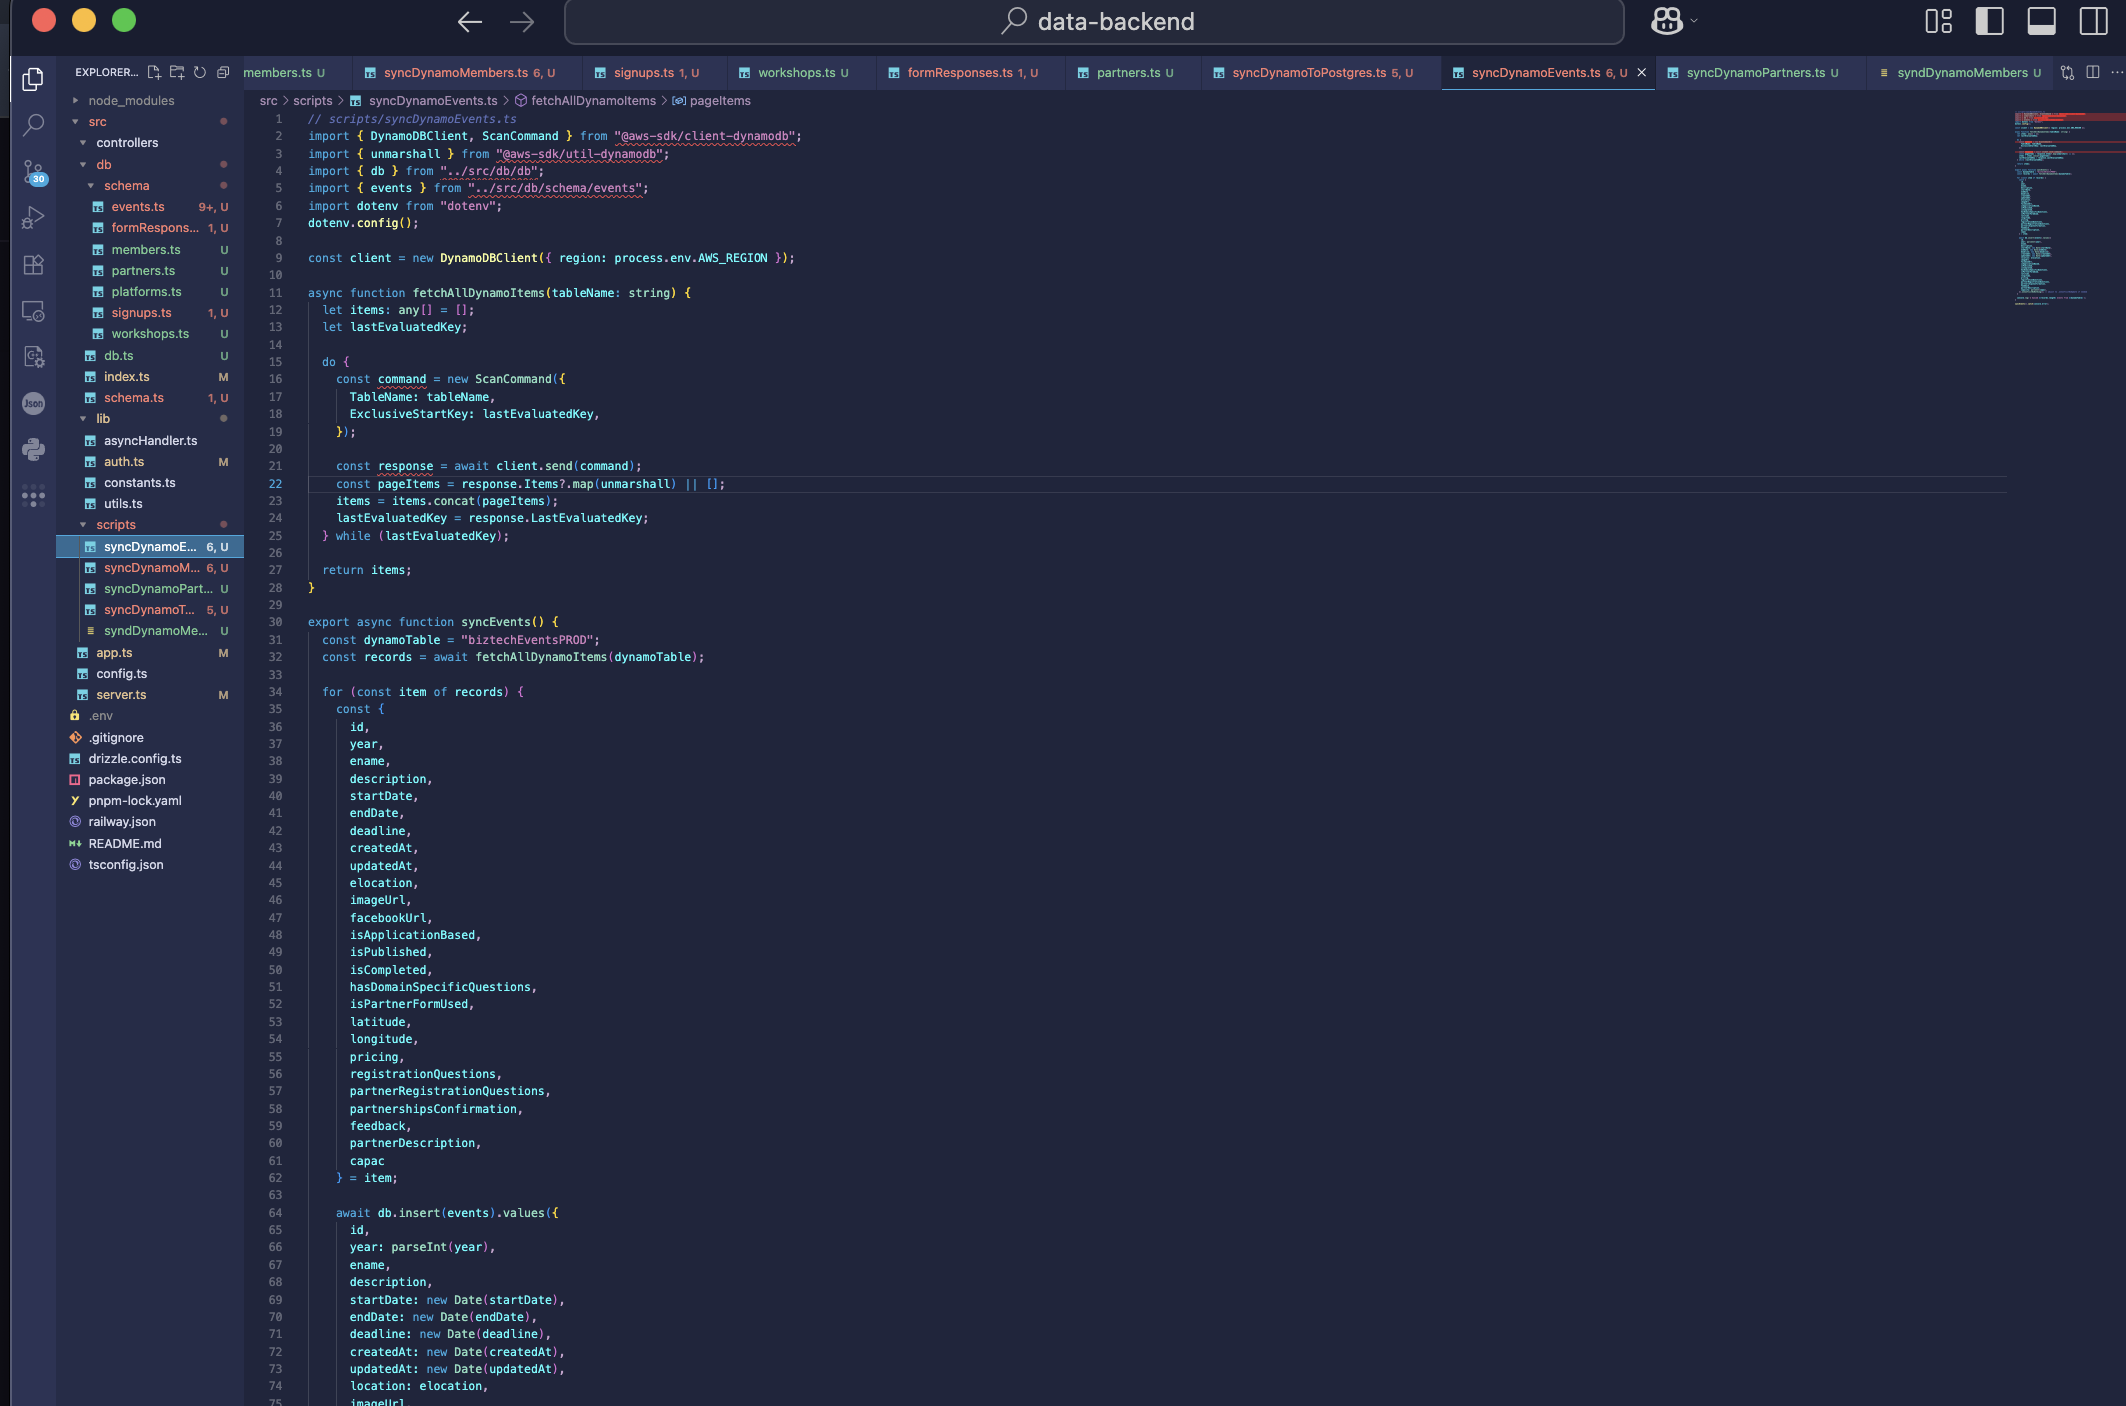 data-backend
EXPLORER...
members.ts U
syncDynamoMembers.ts 6, U
signups.ts 1, U
workshops.ts U
formResponses.ts 1, U
partners.ts U
syncDynamoToPostgres.ts 5, U
syncDynamoEvents.ts 6, U
syncDynamoPartners.ts U
syndDynamoMembers U
src > scripts > syncDynamoEvents.ts > fetchAllDynamoItems > pageItems
30
Json
node_modules
src
controllers
db
schema
events.ts 9+, U
formRespons... 1, U
members.ts U
partners.ts U
platforms.ts U
signups.ts 1, U
workshops.ts U
db.ts U
index.ts M
schema.ts 1, U
lib
asyncHandler.ts
auth.ts M
constants.ts
utils.ts
scripts
syncDynamoE... 6, U
syncDynamoM... 6, U
syncDynamoPart... U
syncDynamoT... 5, U
syndDynamoMe... U
app.ts M
config.ts
server.ts M
.env
.gitignore
drizzle.config.ts
package.json
pnpm-lock.yaml
railway.json
README.md
tsconfig.json
1 // scripts/syncDynamoEvents.ts
2 import { DynamoDBClient, ScanCommand } from "@aws-sdk/client-dynamodb";
3 import { unmarshall } from "@aws-sdk/util-dynamodb";
4 import { db } from "../src/db/db";
5 import { events } from "../src/db/schema/events";
6 import dotenv from "dotenv";
7 dotenv.config();
8
9 const client = new DynamoDBClient({ region: process.env.AWS_REGION });
10
11 async function fetchAllDynamoItems(tableName: string) {
12 let items: any[] = [];
13 let lastEvaluatedKey;
14
15 do {
16 const command = new ScanCommand({
17 TableName: tableName,
18 ExclusiveStartKey: lastEvaluatedKey,
19 });
20
21 const response = await client.send(command);
22 const pageItems = response.Items?.map(unmarshall) || [];
23 items = items.concat(pageItems);
24 lastEvaluatedKey = response.LastEvaluatedKey;
25 } while (lastEvaluatedKey);
26
27 return items;
28 }
29
30 export async function syncEvents() {
31 const dynamoTable = "biztechEventsPROD";
32 const records = await fetchAllDynamoItems(dynamoTable);
33
34 for (const item of records) {
35 const {
36 id,
37 year,
38 ename,
39 description,
40 startDate,
41 endDate,
42 deadline,
43 createdAt,
44 updatedAt,
45 elocation,
46 imageUrl,
47 facebookUrl,
48 isApplicationBased,
49 isPublished,
50 isCompleted,
51 hasDomainSpecificQuestions,
52 isPartnerFormUsed,
53 latitude,
54 longitude,
55 pricing,
56 registrationQuestions,
57 partnerRegistrationQuestions,
58 partnershipsConfirmation,
59 feedback,
60 partnerDescription,
61 capac
62 } = item;
63
64 await db.insert(events).values({
65 id,
66 year: parseInt(year),
67 ename,
68 description,
69 startDate: new Date(startDate),
70 endDate: new Date(endDate),
71 deadline: new Date(deadline),
72 createdAt: new Date(createdAt),
73 updatedAt: new Date(updatedAt),
74 location: elocation,
75 imageUrl,